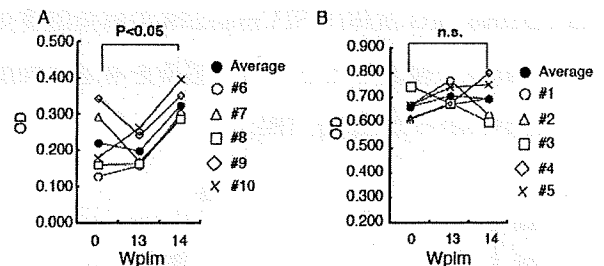 A
P<0.05
0.500
0.400
0.300
0.200
0.100
0.000
OD
0 13 14
Wplm
Average
#6
#7
#8
#9
#10
B
n.s.
0.900
0.800
0.700
0.600
0.500
0.400
0.300
0.200
OD
0 13 14
Wplm
Average
#1
#2
#3
#4
#5